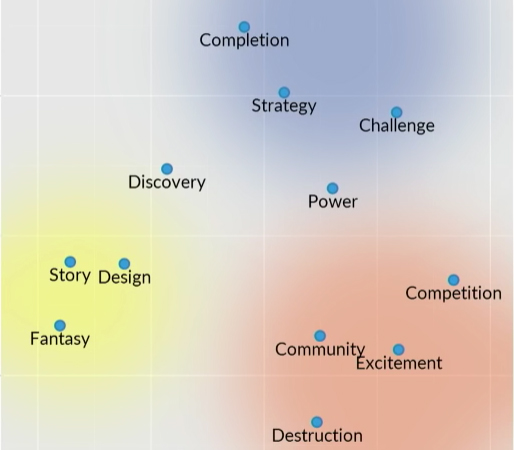 Completion
Strategy
Challenge
Discovery
Power
Story
Design
Competition
Fantasy
Community
Excitement
Destruction